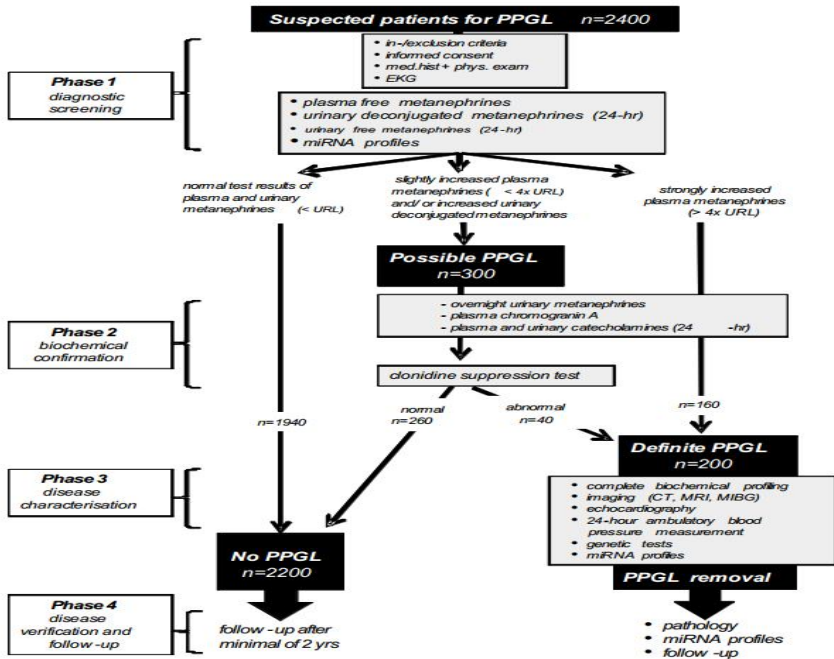 Suspected patients for PPGL n=2400
• in-/exclusion criteria
• informed consent
• med.hist + phys. exam
• EKG
Phase 1
diagnostic
screening
• plasma free metanephrines
• urinary deconjugated metanephrines (24-hr)
• urinary free metanephrines (24-hr)
• miRNA profiles
normal test results of
plasma and urinary
metanephrines (< URL)
slightly increased plasma
metanephrines ( < 4x URL)
and/ or increased urinary
deconjugated metanephrines
strongly increased
plasma metanephrines
(> 4x URL)
Possible PPGL
n=300
Phase 2
biochemical
confirmation
- overnight urinary metanephrines
- plasma chromogranin A
- plasma and urinary catecholamines (24 -hr)
clonidine suppression test
n=1940
normal
n=260
abnormal
n=40
n=160
Definite PPGL
n=200
Phase 3
disease
characterisation
• complete biochemical profiling
• imaging (CT, MRI, MIBG)
• echocardiography
• 24-hour ambulatory blood
pressure measurement
• genetic tests
• miRNA profiles
No PPGL
n=2200
PPGL removal
Phase 4
disease
verification and
follow-up
follow -up after
minimal of 2 yrs
• pathology
• miRNA profiles
• follow -up